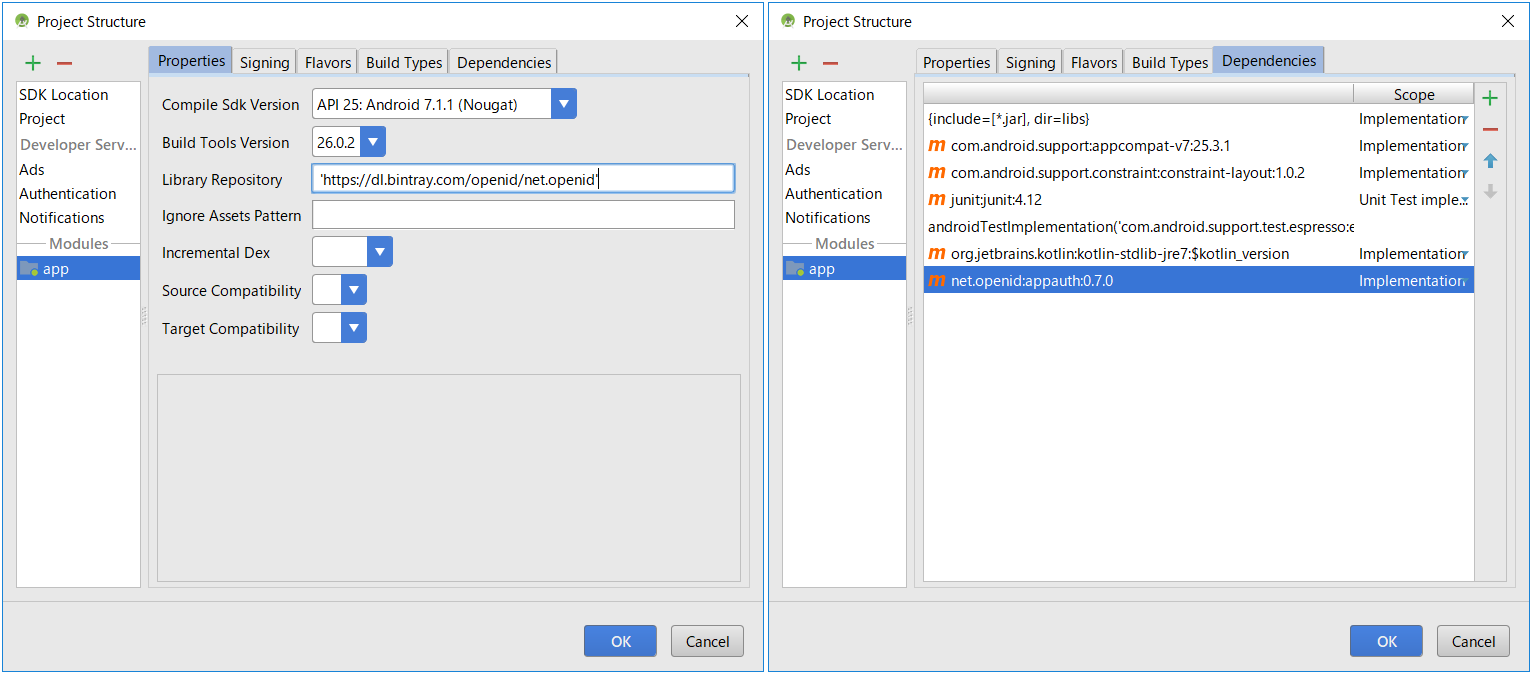 Project Structure
Properties Signing Flavors Build Types Dependencies
SDK Location
Project
Developer Serv...
Ads
Authentication
Notifications
Modules
app
Compile Sdk Version API 25: Android 7.1.1 (Nougat)
Build Tools Version 26.0.2
Library Repository 'https://dl.bintray.com/openid/net.openid'
Ignore Assets Pattern
Incremental Dex
Source Compatibility
Target Compatibility
OK Cancel
Project Structure
Properties Signing Flavors Build Types Dependencies
SDK Location
Project
Developer Serv...
Ads
Authentication
Notifications
Modules
app
Scope
{include=[*.jar], dir=libs} Implementation
m com.android.support:appcompat-v7:25.3.1 Implementation
m com.android.support.constraint:constraint-layout:1.0.2 Implementation
m junit:junit:4.12 Unit Test imple...
androidTestImplementation('com.android.support.test.espresso:e
m org.jetbrains.kotlin:kotlin-stdlib-jre7:$kotlin_version Implementation
m net.openid:appauth:0.7.0 Implementation
OK Cancel